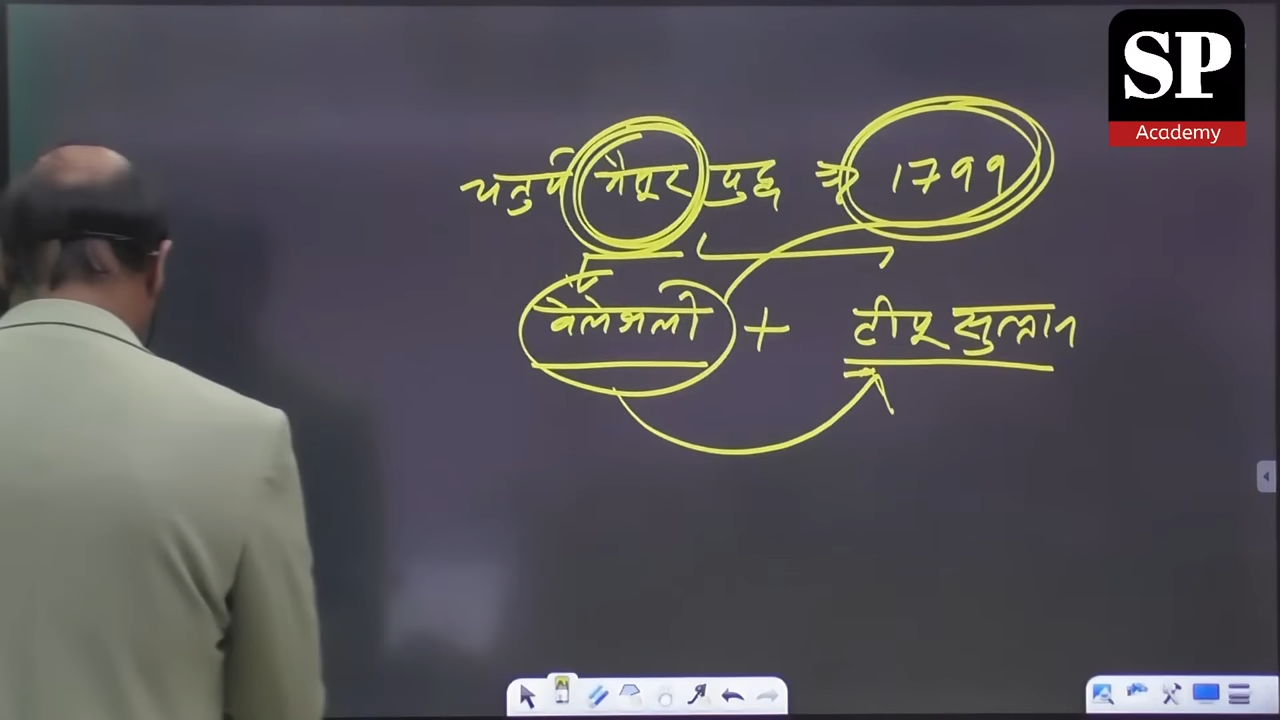 SP
Academy
चतुर्थ मैसूर युद्ध ⇒ 1799
वेलेजली + टीपू सुल्तान